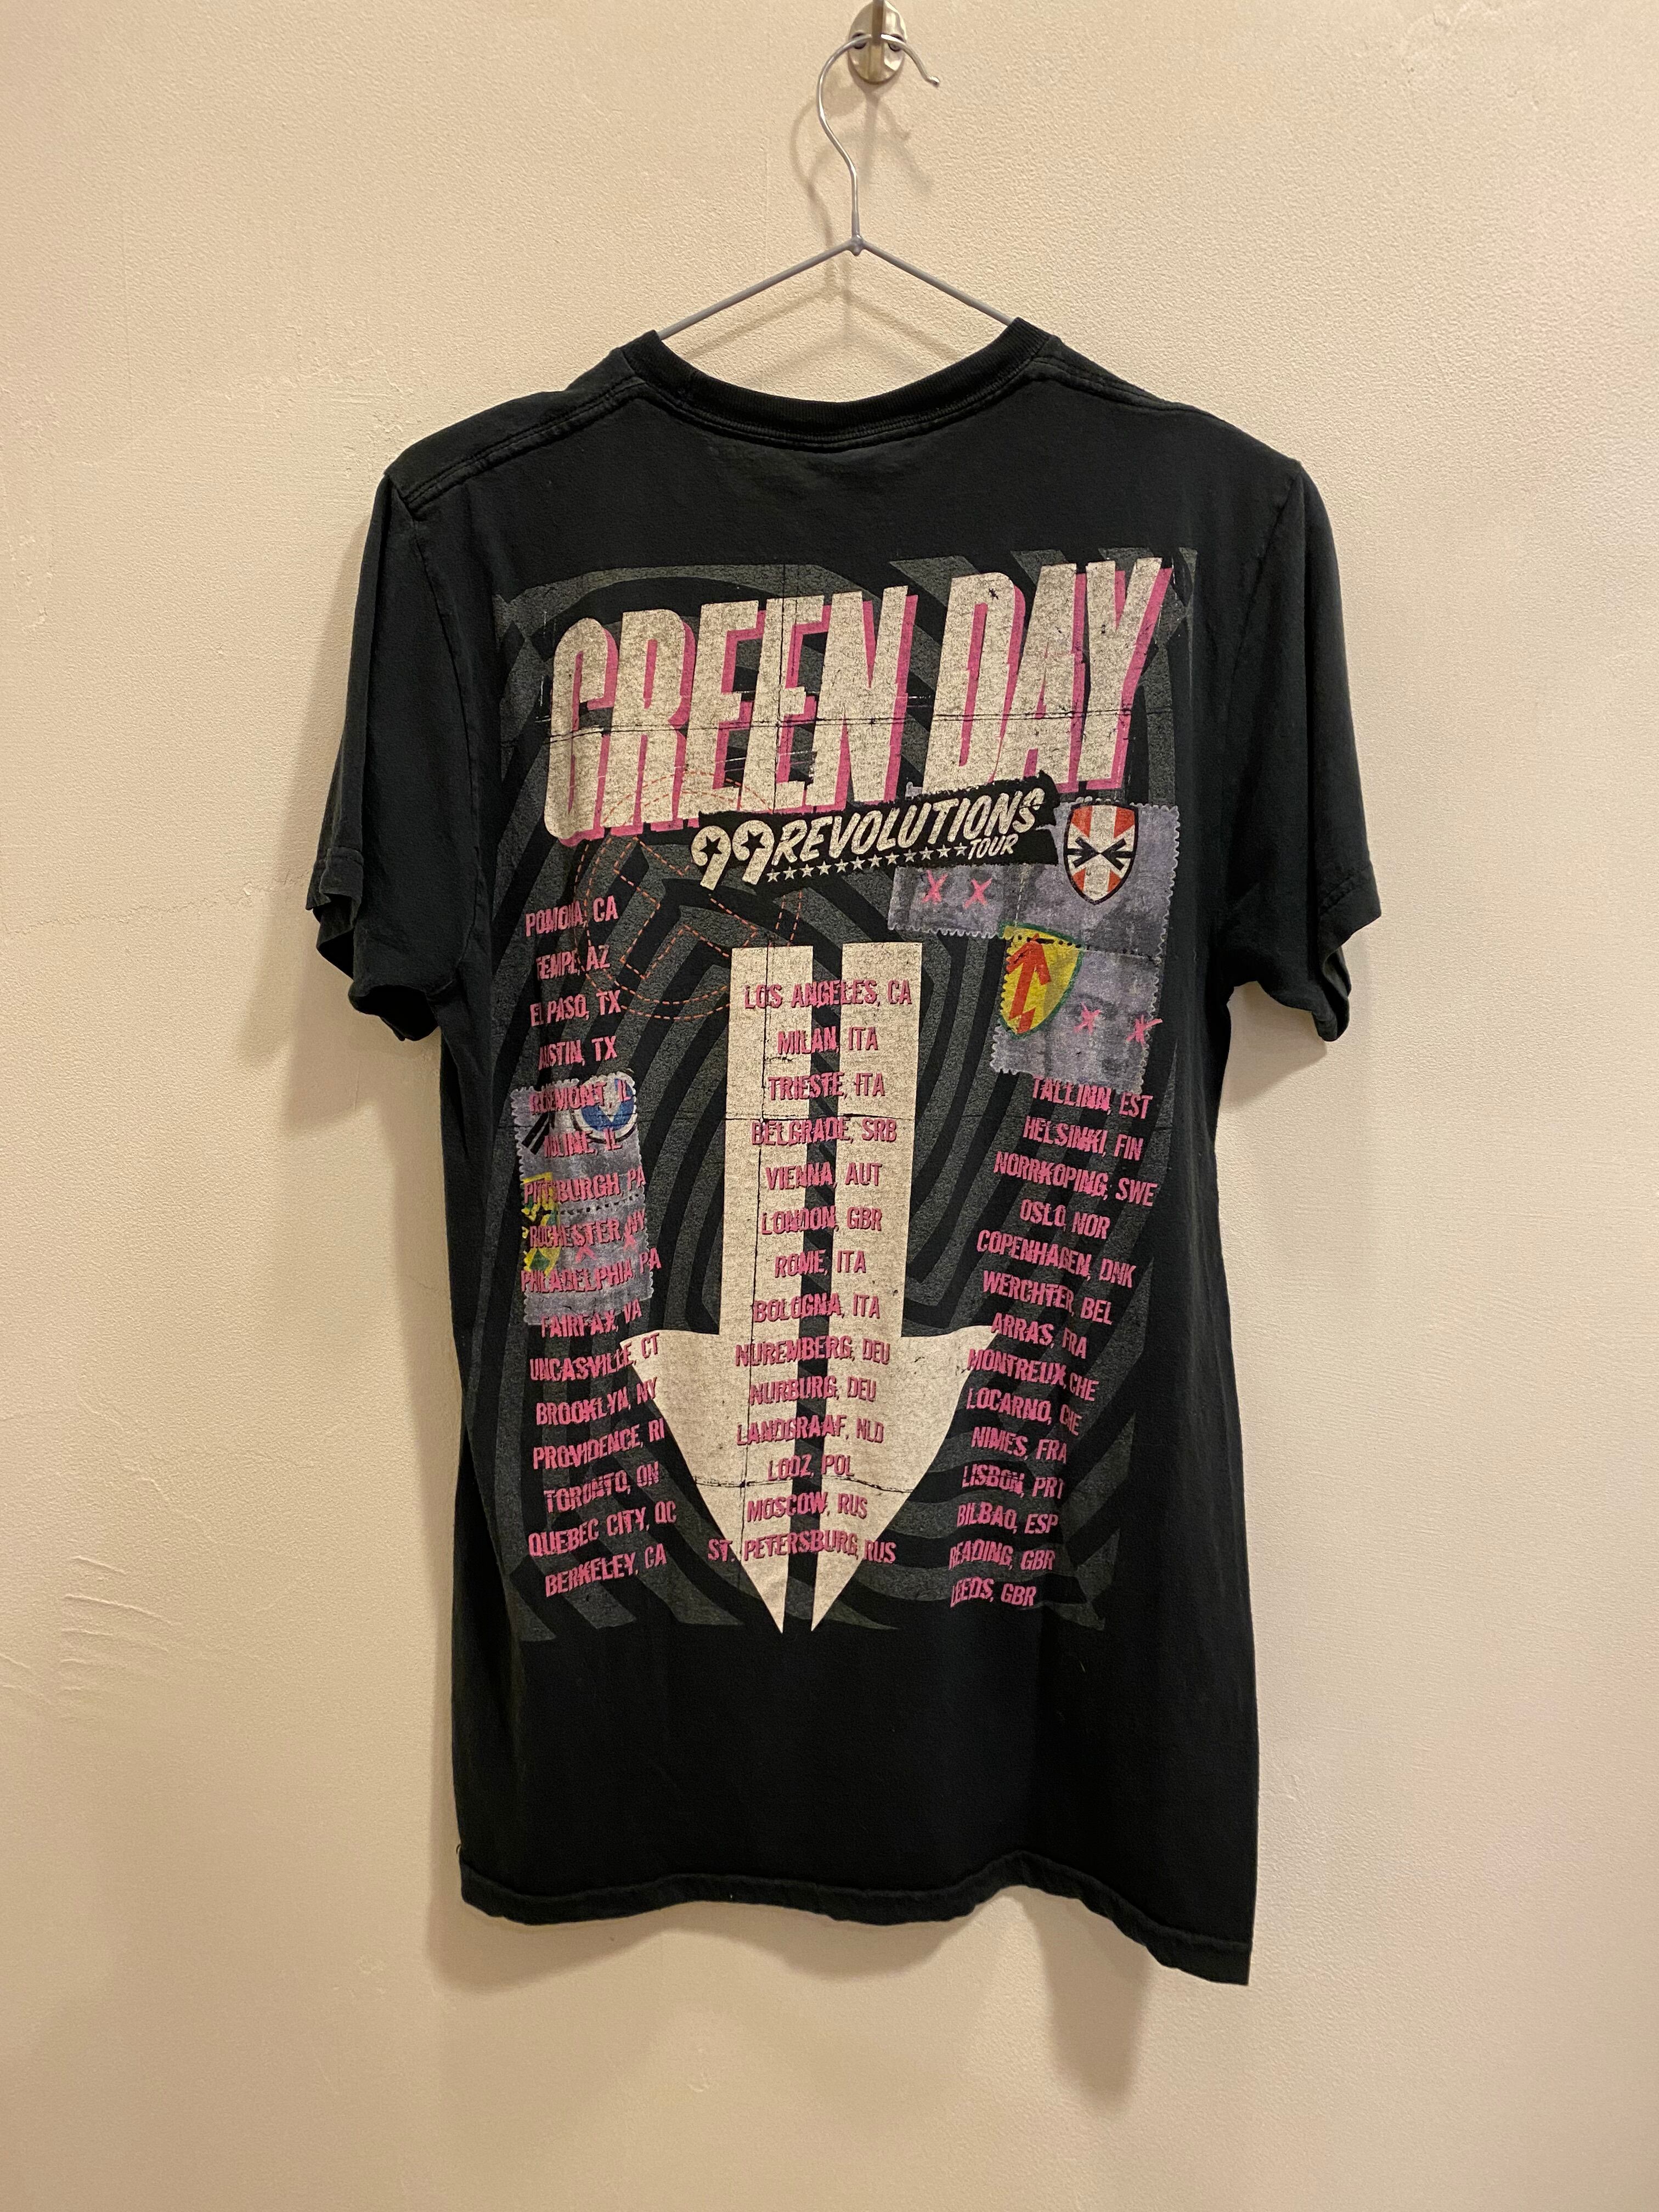 GREEN DAY
99 REVOLUTIONS
TOUR
POMONA, CA
TEMPE, AZ
EL PASO, TX
AUSTIN, TX
ROSEMONT, IL
MOLINE, IL
PITTSBURGH PA
ROCHESTER NY
PHILADELPHIA PA
FAIRFAX, VA
UNCASVILLE, CT
BROOKLYN, NY
PROVIDENCE, RI
TORONTO, ON
QUEBEC CITY, QC
BERKELEY, CA
LOS ANGELES, CA
MILAN, ITA
TRIESTE, ITA
BELGRADE, SRB
VIENNA, AUT
LONDON, GBR
ROME, ITA
BOLOGNA, ITA
NUREMBERG, DEU
NURBURG, DEU
LANDGRAAF, NLD
LODZ, POL
MOSCOW, RUS
ST. PETERSBURG, RUS
TALLINN, EST
HELSINKI, FIN
NORRKOPING, SWE
OSLO, NOR
COPENHAGEN, DNK
WERCHTER, BEL
ARRAS, FRA
MONTREUX, CHE
LOCARNO, CHE
NIMES, FRA
LISBON, PRT
BILBAO, ESP
READING, GBR
LEEDS, GBR